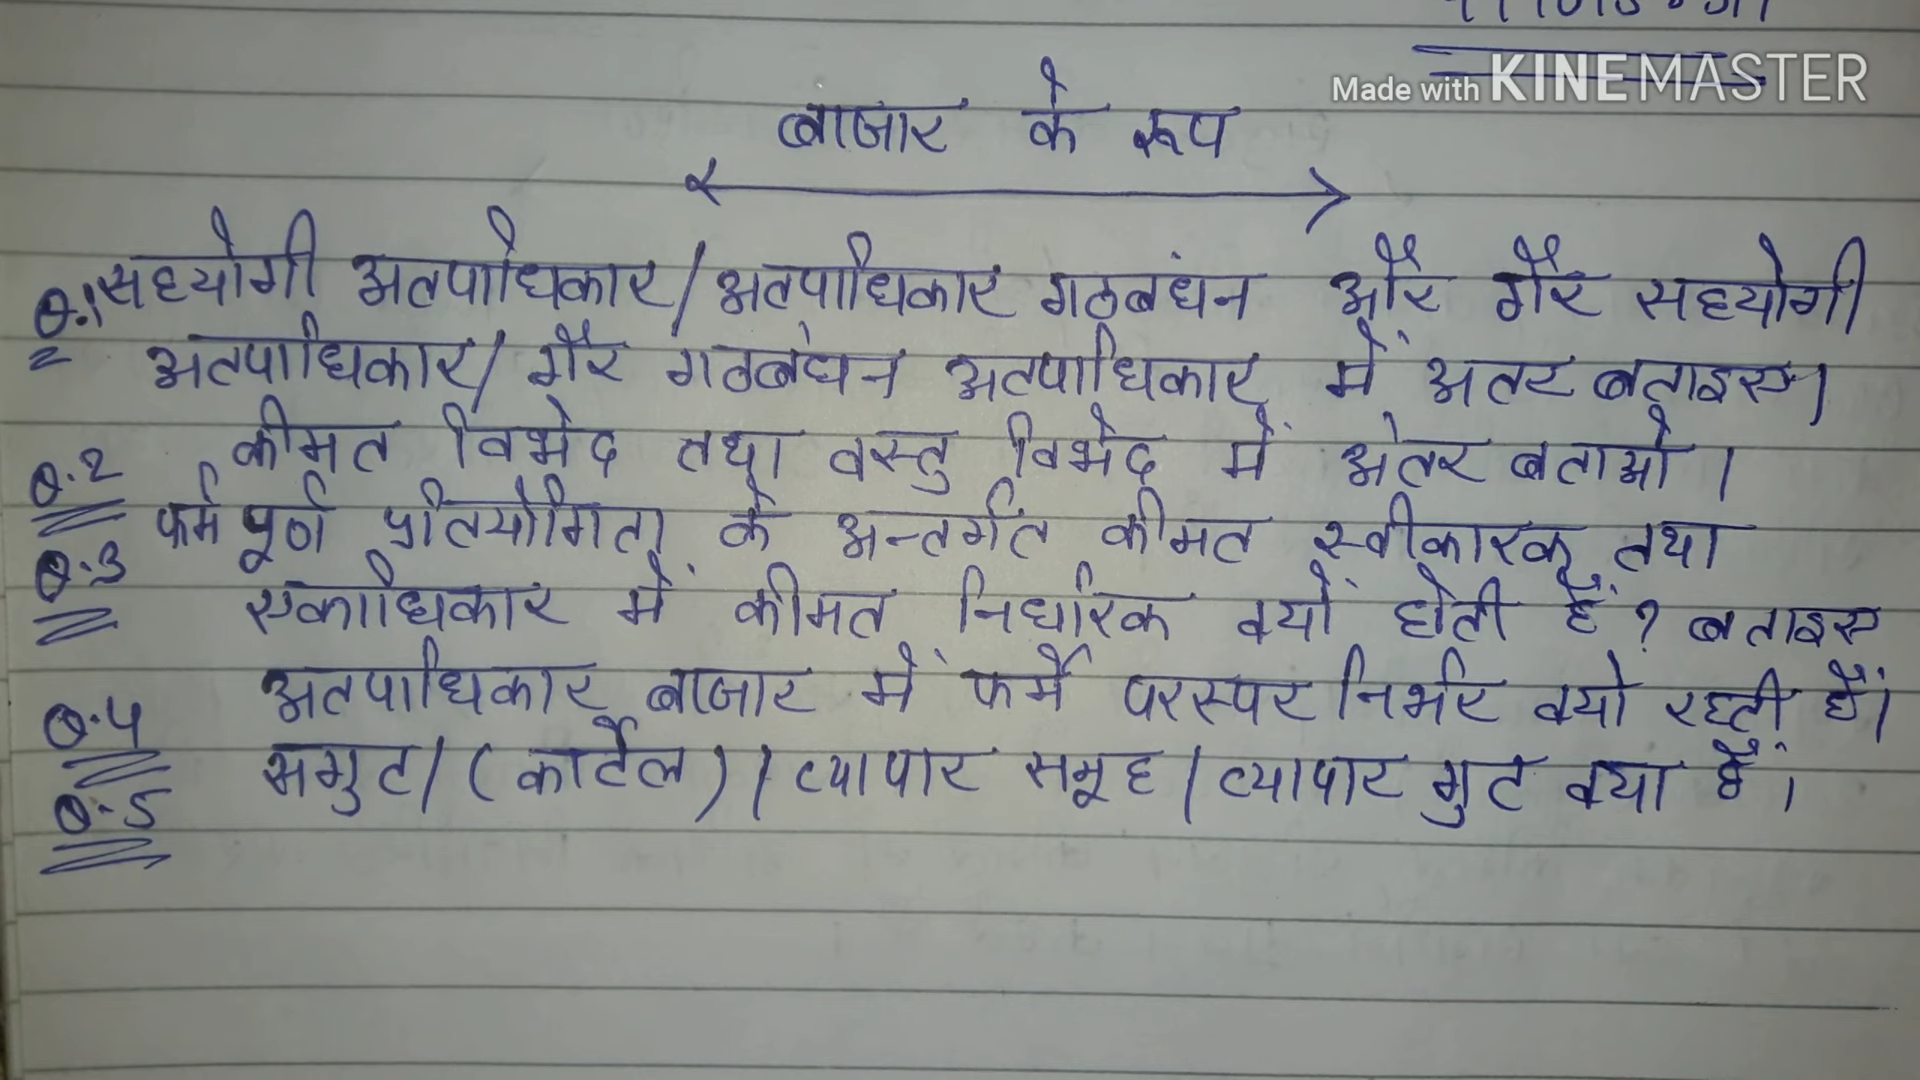 Made with KINEMASTER
बाजार के रूप
Q.1 सहयोगी अल्पाधिकार/अल्पाधिकार गठबंधन और गैर सहयोगी
अल्पाधिकार/ गैर गठबंधन अल्पाधिकार में अंतर बताइए।
Q.2 कीमत विभेद तथा वस्तु विभेद में अंतर बताओ।
Q.3 फर्म पूर्ण प्रतियोगिता के अन्तर्गत कीमत स्वीकारक तथा
एकाधिकार में कीमत निर्धारक क्यों होती हैं? बताइए
Q.4 अल्पाधिकार बाजार में फर्में परस्पर निर्भर क्यो रहती हैं।
Q.5 समुट/(कार्टेल)/व्यापार समूह/व्यापार गुट क्या हैं।